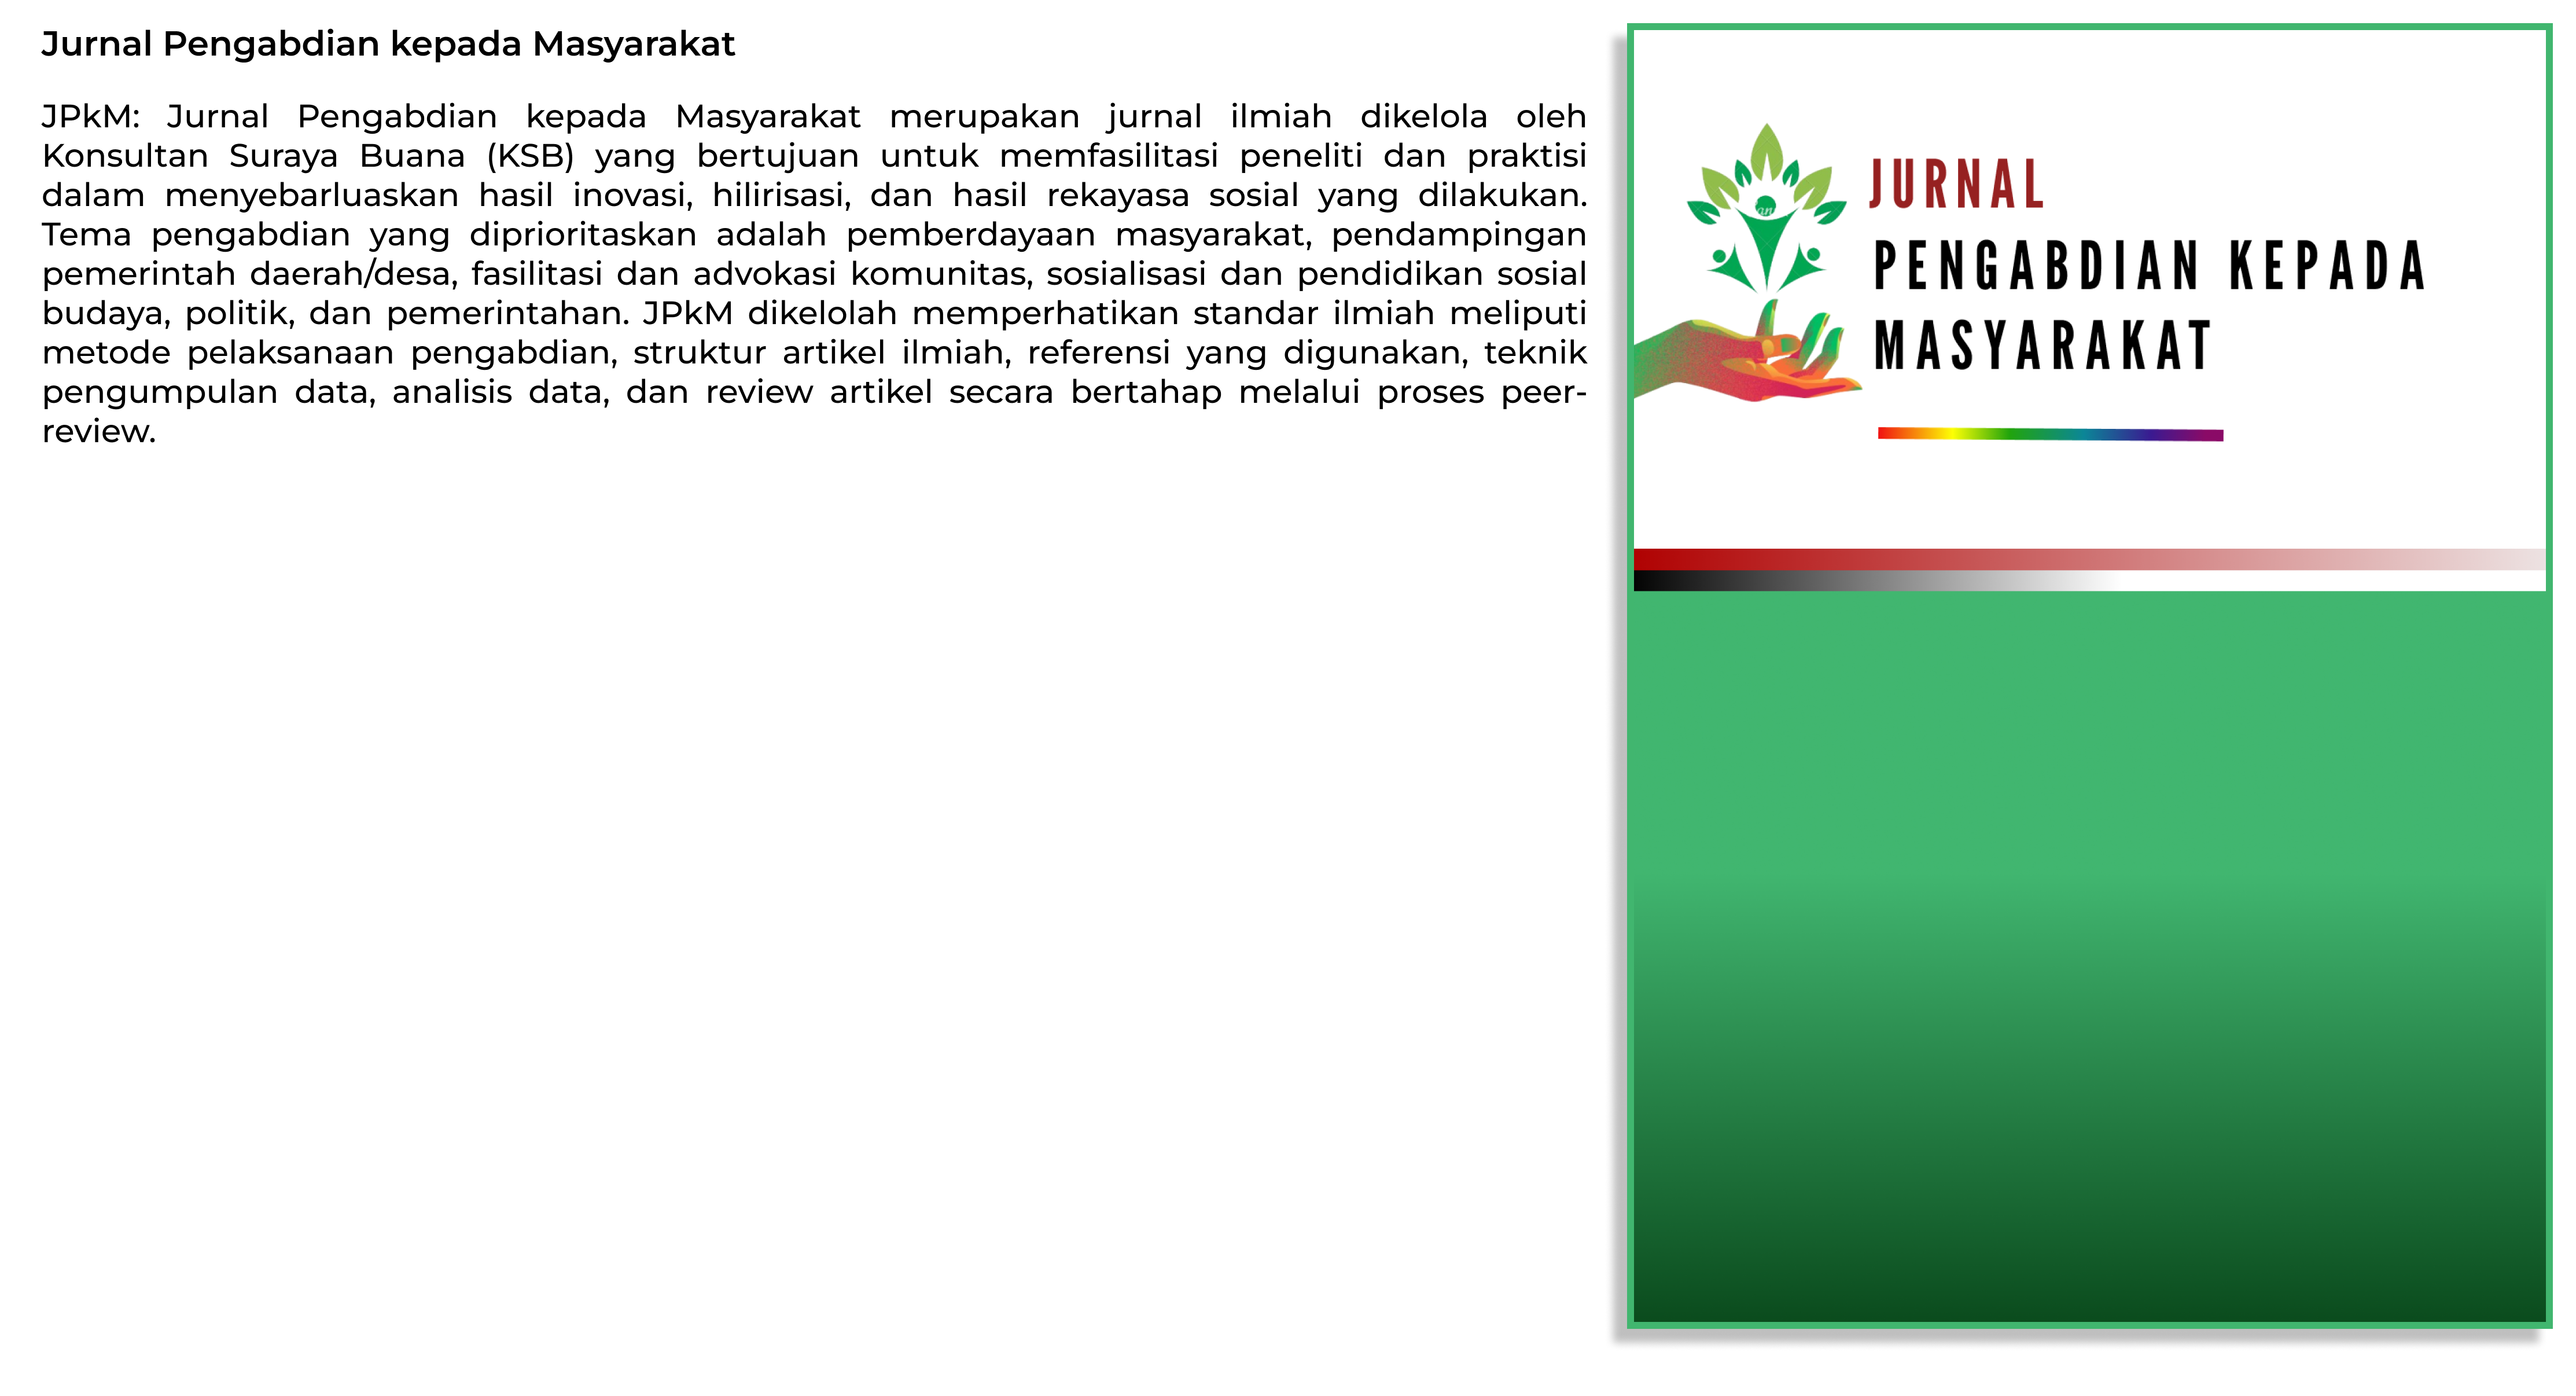 Jurnal Pengabdian kepada Masyarakat
JPkM: Jurnal Pengabdian kepada Masyarakat merupakan jurnal ilmiah dikelola oleh
Konsultan Suraya Buana (KSB) yang bertujuan untuk memfasilitasi peneliti dan praktisi
dalam menyebarluaskan hasil inovasi, hilirisasi, dan hasil rekayasa sosial yang dilakukan.
Tema pengabdian yang diprioritaskan adalah pemberdayaan masyarakat, pendampingan
pemerintah daerah/desa, fasilitasi dan advokasi komunitas, sosialisasi dan pendidikan sosial
budaya, politik, dan pemerintahan. JPkM dikelolah memperhatikan standar ilmiah meliputi
metode pelaksanaan pengabdian, struktur artikel ilmiah, referensi yang digunakan, teknik
pengumpulan data, analisis data, dan review artikel secara bertahap melalui proses peer-
review.
JURNAL
PENGABDIAN KEPADA
MASYARAKAT